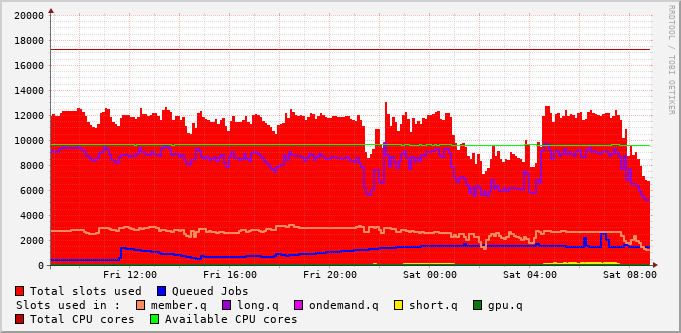 20000
18000
16000
14000
12000
10000
8000
6000
4000
2000
0
Fri 12:00 Fri 16:00 Fri 20:00 Sat 00:00 Sat 04:00 Sat 08:00
RRDTOOL / TOBI OETIKER
Total slots used Queued Jobs
Slots used in : member.q long.q ondemand.q short.q gpu.q
Total CPU cores Available CPU cores